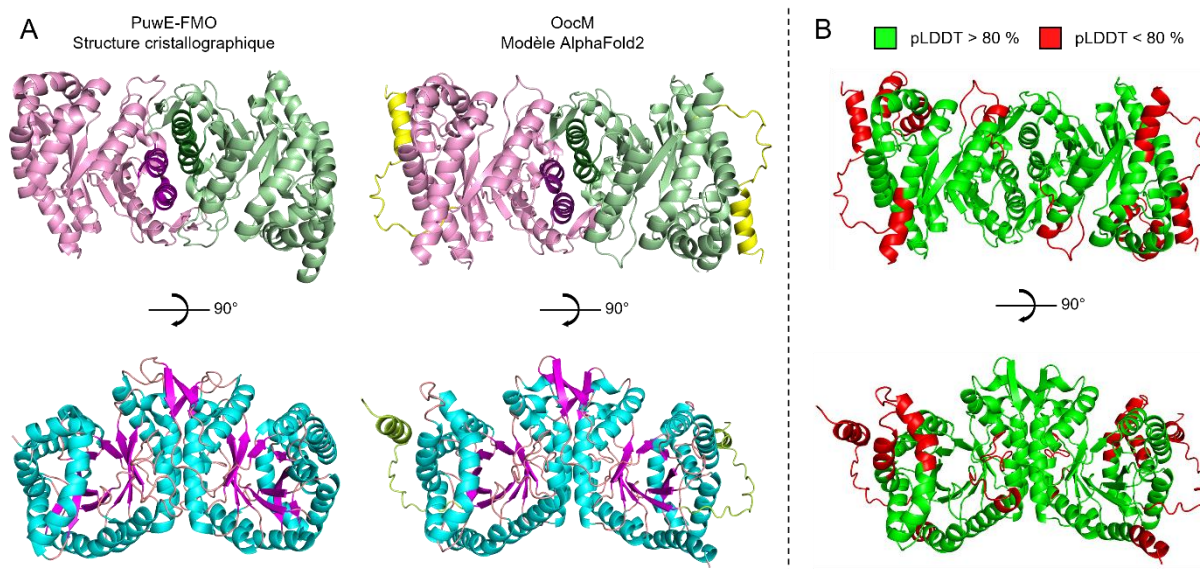 A
PuwE-FMO
Structure cristallographique
OocM
Modèle AlphaFold2
90°
90°
B
pLDDT > 80 %
pLDDT < 80 %
90°